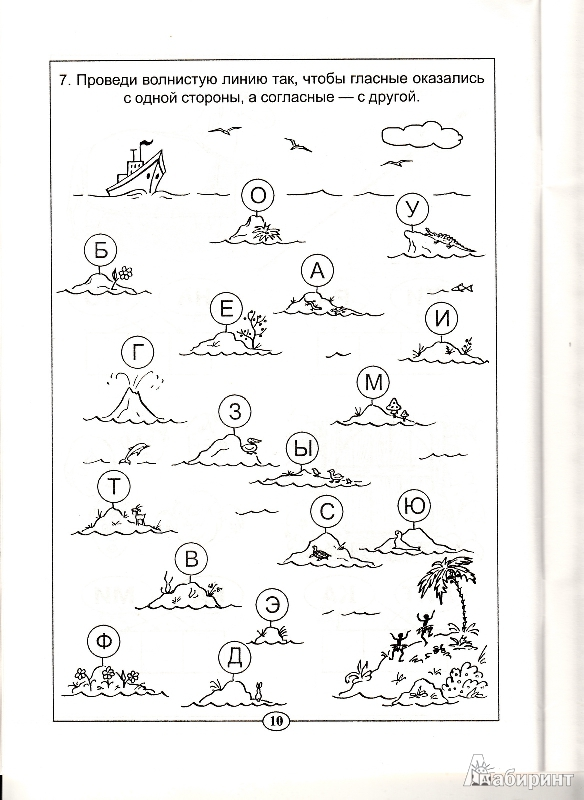 7. Проведи волнистую линию так, чтобы гласные оказались
с одной стороны, а согласные — с другой.
О
У
Б
А
Е
И
Г
М
З
Ы
Т
С
Ю
В
Э
Ф
Д
10
Лабиринт